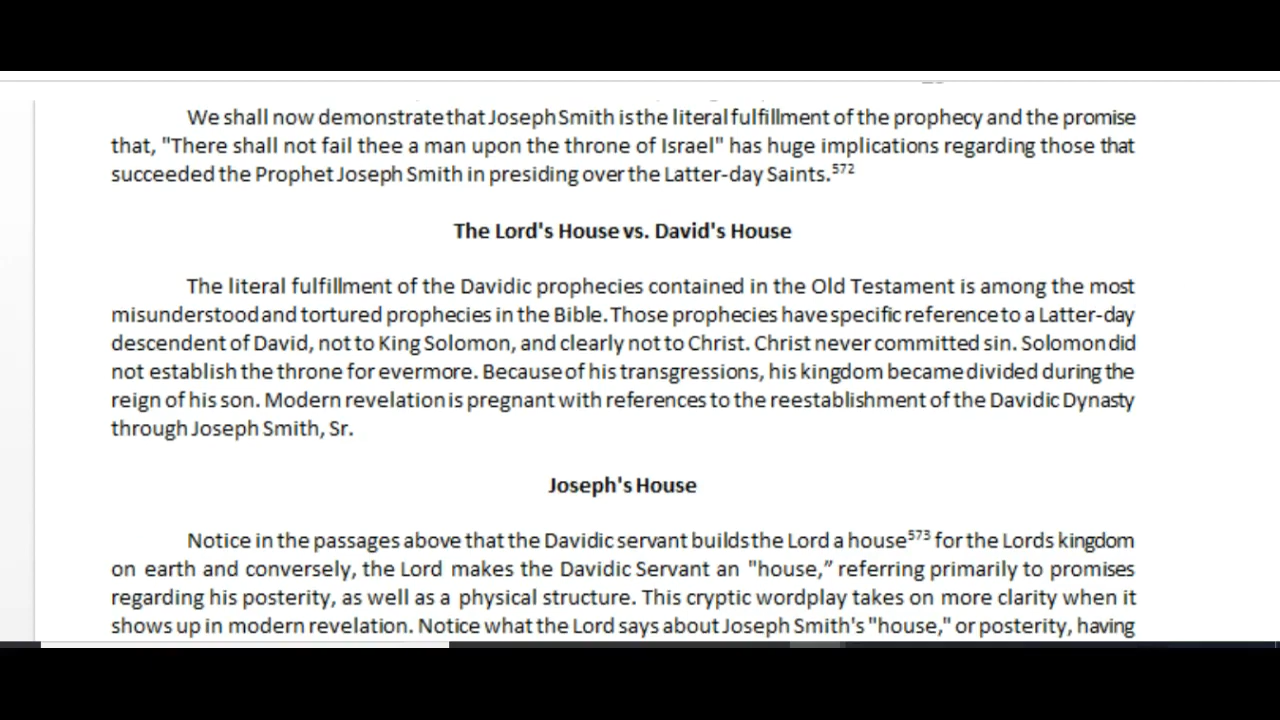 We shall now demonstrate that Joseph Smith is the literal fulfillment of the prophecy and the promise
that, "There shall not fail thee a man upon the throne of Israel" has huge implications regarding those that
succeeded the Prophet Joseph Smith in presiding over the Latter-day Saints.572
The Lord's House vs. David's House
The literal fulfillment of the Davidic prophecies contained in the Old Testament is among the most
misunderstood and tortured prophecies in the Bible. Those prophecies have specific reference to a Latter-day
descendent of David, not to King Solomon, and clearly not to Christ. Christ never committed sin. Solomon did
not establish the throne for evermore. Because of his transgressions, his kingdom became divided during the
reign of his son. Modern revelation is pregnant with references to the reestablishment of the Davidic Dynasty
through Joseph Smith, Sr.
Joseph's House
Notice in the passages above that the Davidic servant builds the Lord a house573 for the Lords kingdom
on earth and conversely, the Lord makes the Davidic Servant an "house,” referring primarily to promises
regarding his posterity, as well as a physical structure. This cryptic wordplay takes on more clarity when it
shows up in modern revelation. Notice what the Lord says about Joseph Smith's "house," or posterity, having